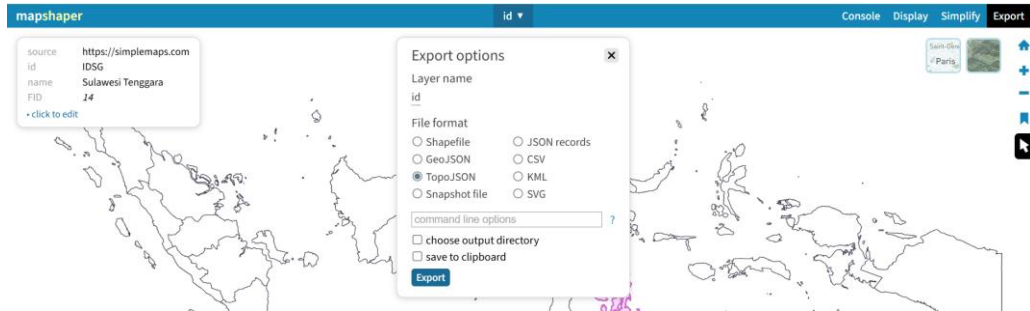 mapshaper
id ▼
Console Display Simplify Export
source https://simplemaps.com
id IDSG
name Sulawesi Tenggara
FID 14
• click to edit
Export options
Layer name
id
File format
Shapefile JSON records
GeoJSON CSV
TopoJSON KML
Snapshot file SVG
command line options ?
choose output directory
save to clipboard
Export
Paris